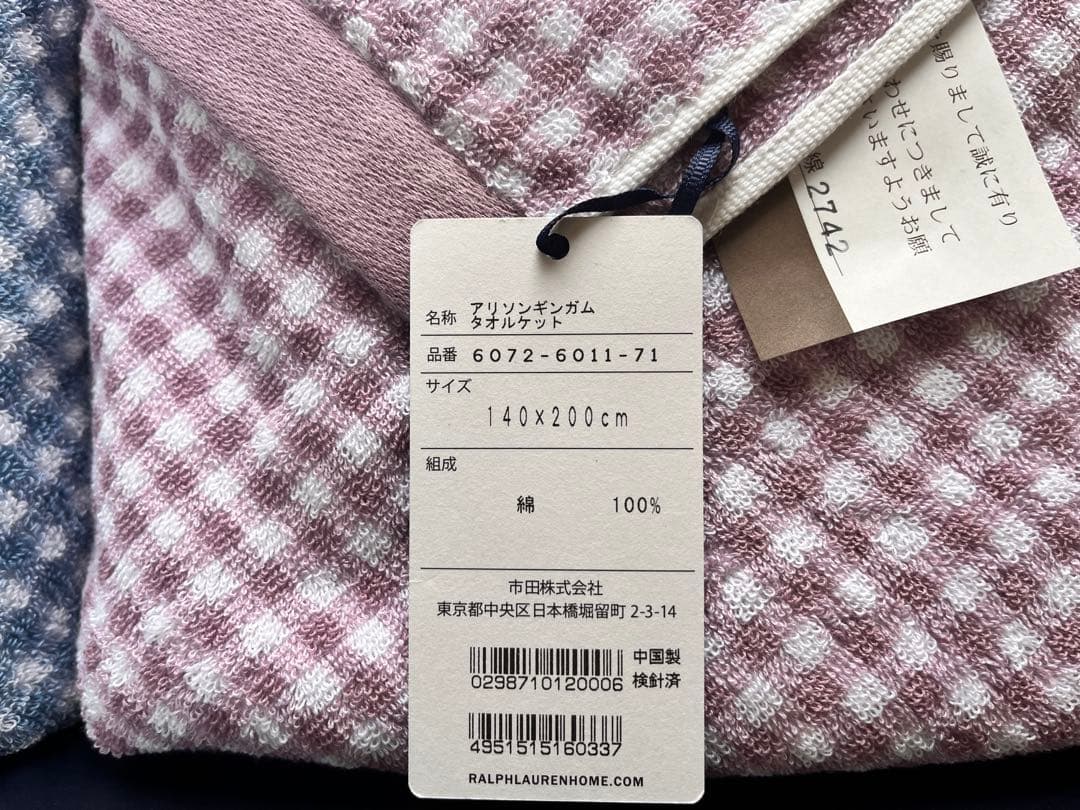 名称 アリソンギンガム
タオルケット
品番 6072-6011-71
サイズ
140×200cm
組成
綿 100%
市田株式会社
東京都中央区日本橋堀留町 2-3-14
中国製
0298710120006 検針済
4951515160337
RALPHLAURENHOME.COM
賜りまして誠に有り
わせにつきまして
いますようお願
線 2742